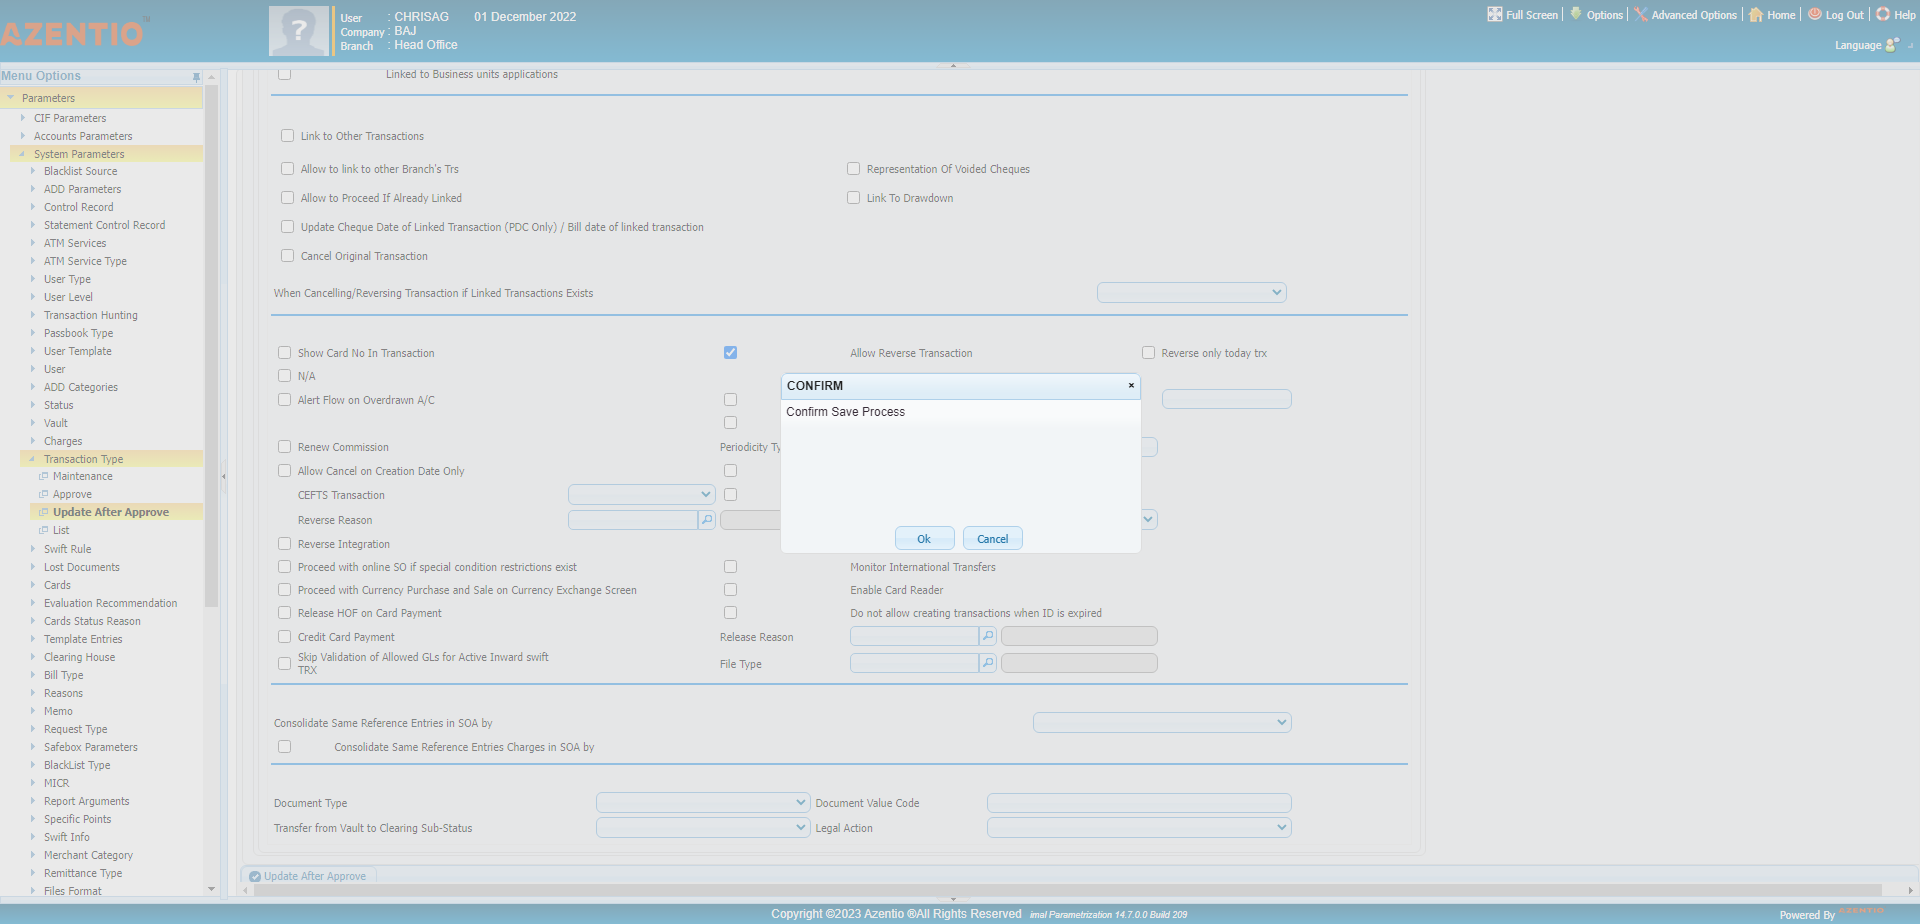 AZENTIO TM
User : CHRISAG 01 December 2022
Company : BAJ
Branch : Head Office
Full Screen Options Advanced Options Home Log Out Help
Language
Menu Options
Parameters
CIF Parameters
Accounts Parameters
System Parameters
Blacklist Source
ADD Parameters
Control Record
Statement Control Record
ATM Services
ATM Service Type
User Type
User Level
Transaction Hunting
Passbook Type
User Template
User
ADD Categories
Status
Vault
Charges
Transaction Type
Maintenance
Approve
Update After Approve
List
Swift Rule
Lost Documents
Cards
Evaluation Recommendation
Cards Status Reason
Template Entries
Clearing House
Bill Type
Reasons
Memo
Request Type
Safebox Parameters
BlackList Type
MICR
Report Arguments
Specific Points
Swift Info
Merchant Category
Remittance Type
Files Format
Linked to Business units applications
Link to Other Transactions
Allow to link to other Branch's Trs Representation Of Voided Cheques
Allow to Proceed If Already Linked Link To Drawdown
Update Cheque Date of Linked Transaction (PDC Only) / Bill date of linked transaction
Cancel Original Transaction
When Cancelling/Reversing Transaction if Linked Transactions Exists
Show Card No In Transaction Allow Reverse Transaction Reverse only today trx
N/A
Alert Flow on Overdrawn A/C
Renew Commission Periodicity Ty
Allow Cancel on Creation Date Only
CEFTS Transaction
Reverse Reason
Reverse Integration
Proceed with online SO if special condition restrictions exist Monitor International Transfers
Proceed with Currency Purchase and Sale on Currency Exchange Screen Enable Card Reader
Release HOF on Card Payment Do not allow creating transactions when ID is expired
Credit Card Payment Release Reason
Skip Validation of Allowed GLs for Active Inward swift
TRX File Type
Consolidate Same Reference Entries in SOA by
Consolidate Same Reference Entries Charges in SOA by
Document Type Document Value Code
Transfer from Vault to Clearing Sub-Status Legal Action
CONFIRM
Confirm Save Process
Ok Cancel
Update After Approve
Copyright ©2023 Azentio ®All Rights Reserved imal Parametrization 14.7.0.0 Build 209
Powered By AZENTIO